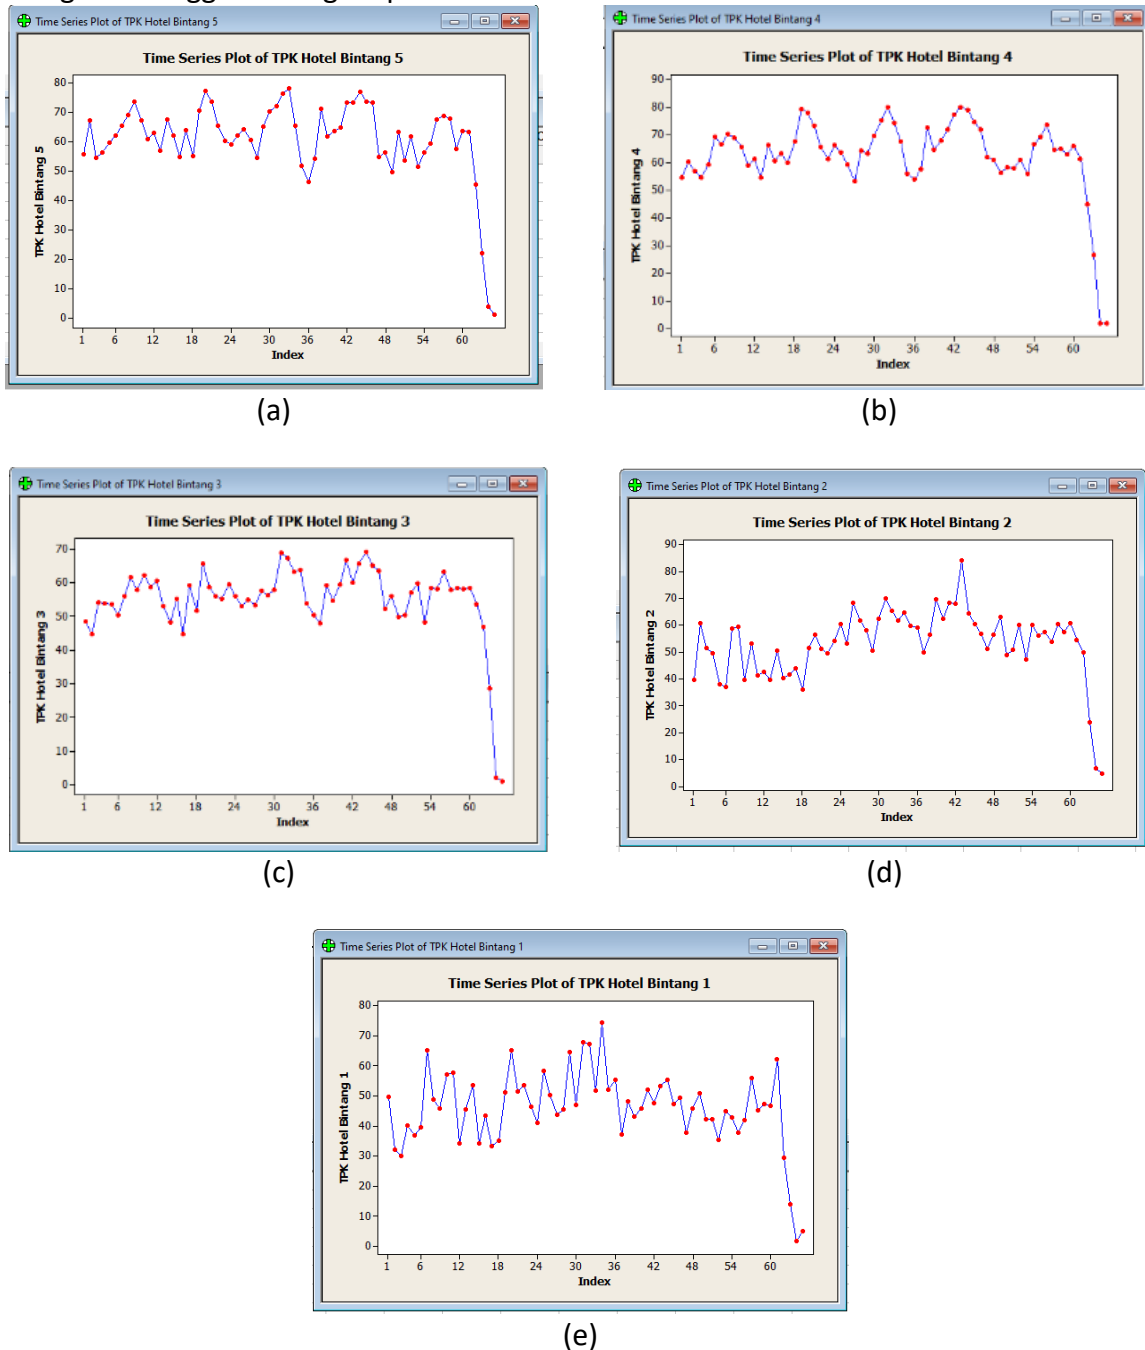 Time Series Plot of TPK Hotel Bintang 5
Time Series Plot of TPK Hotel Bintang 5
80
70
60
50
40
30
20
10
0
TPK Hotel Bintang 5
1 6 12 18 24 30 36 42 48 54 60
Index
(a)
Time Series Plot of TPK Hotel Bintang 4
Time Series Plot of TPK Hotel Bintang 4
90
80
70
60
50
40
30
20
10
0
TPK Hotel Bintang 4
1 6 12 18 24 30 36 42 48 54 60
Index
(b)
Time Series Plot of TPK Hotel Bintang 3
Time Series Plot of TPK Hotel Bintang 3
70
60
50
40
30
20
10
0
TPK Hotel Bintang 3
1 6 12 18 24 30 36 42 48 54 60
Index
(c)
Time Series Plot of TPK Hotel Bintang 2
Time Series Plot of TPK Hotel Bintang 2
90
80
70
60
50
40
30
20
10
0
TPK Hotel Bintang 2
1 6 12 18 24 30 36 42 48 54 60
Index
(d)
Time Series Plot of TPK Hotel Bintang 1
Time Series Plot of TPK Hotel Bintang 1
80
70
60
50
40
30
20
10
0
TPK Hotel Bintang 1
1 6 12 18 24 30 36 42 48 54 60
Index
(e)